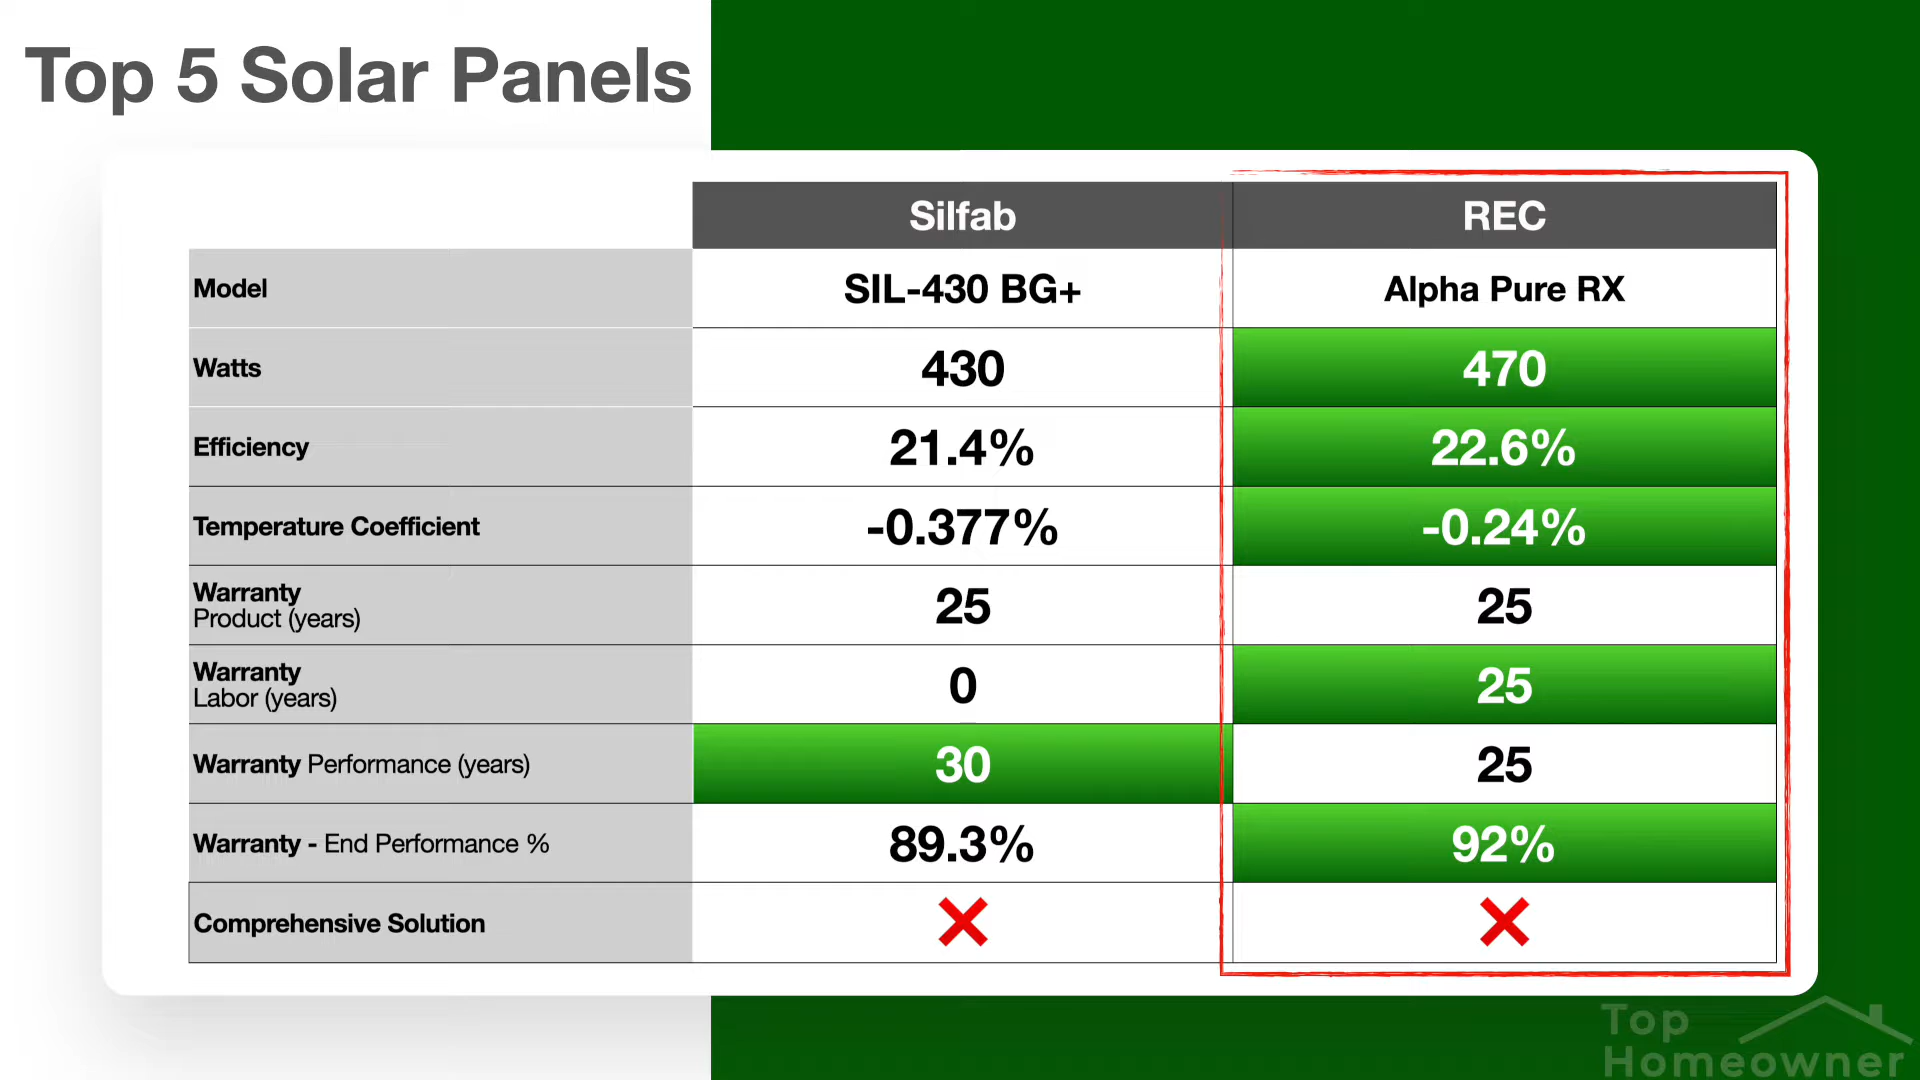 Top 5 Solar Panels
Silfab REC
Model SIL-430 BG+ Alpha Pure RX
Watts 430 470
Efficiency 21.4% 22.6%
Temperature Coefficient -0.377% -0.24%
Warranty
Product (years) 25 25
Warranty
Labor (years) 0 25
Warranty Performance (years) 30 25
Warranty - End Performance % 89.3% 92%
Comprehensive Solution
Top
Homeowner